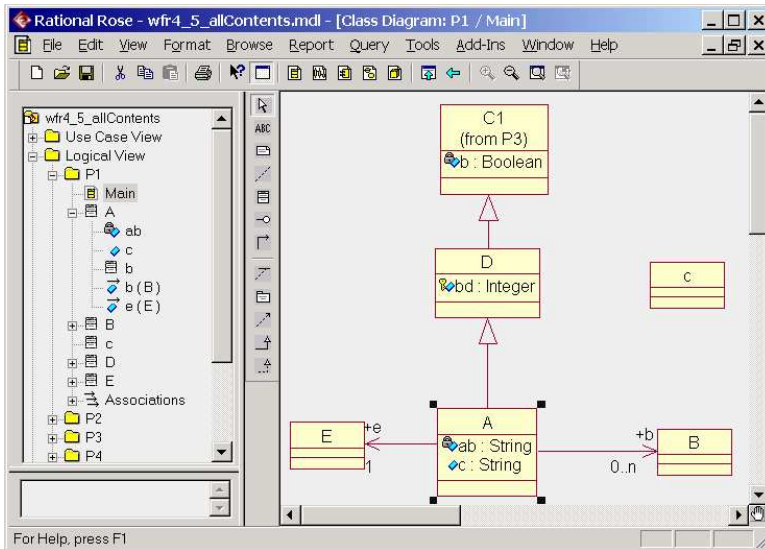 Rational Rose - wfr4_5_allContents.mdl - [Class Diagram: P1 / Main]
File Edit View Format Browse Report Query Tools Add-Ins Window Help
wfr4_5_allContents
Use Case View
Logical View
P1
Main
A
ab
c
b
b (B)
e (E)
B
c
D
E
Associations
P2
P3
P4
ABC
C1
(from P3)
b : Boolean
D
bd : Integer
c
A
ab : String
c : String
E
+e
1
+b
0..n
B
For Help, press F1